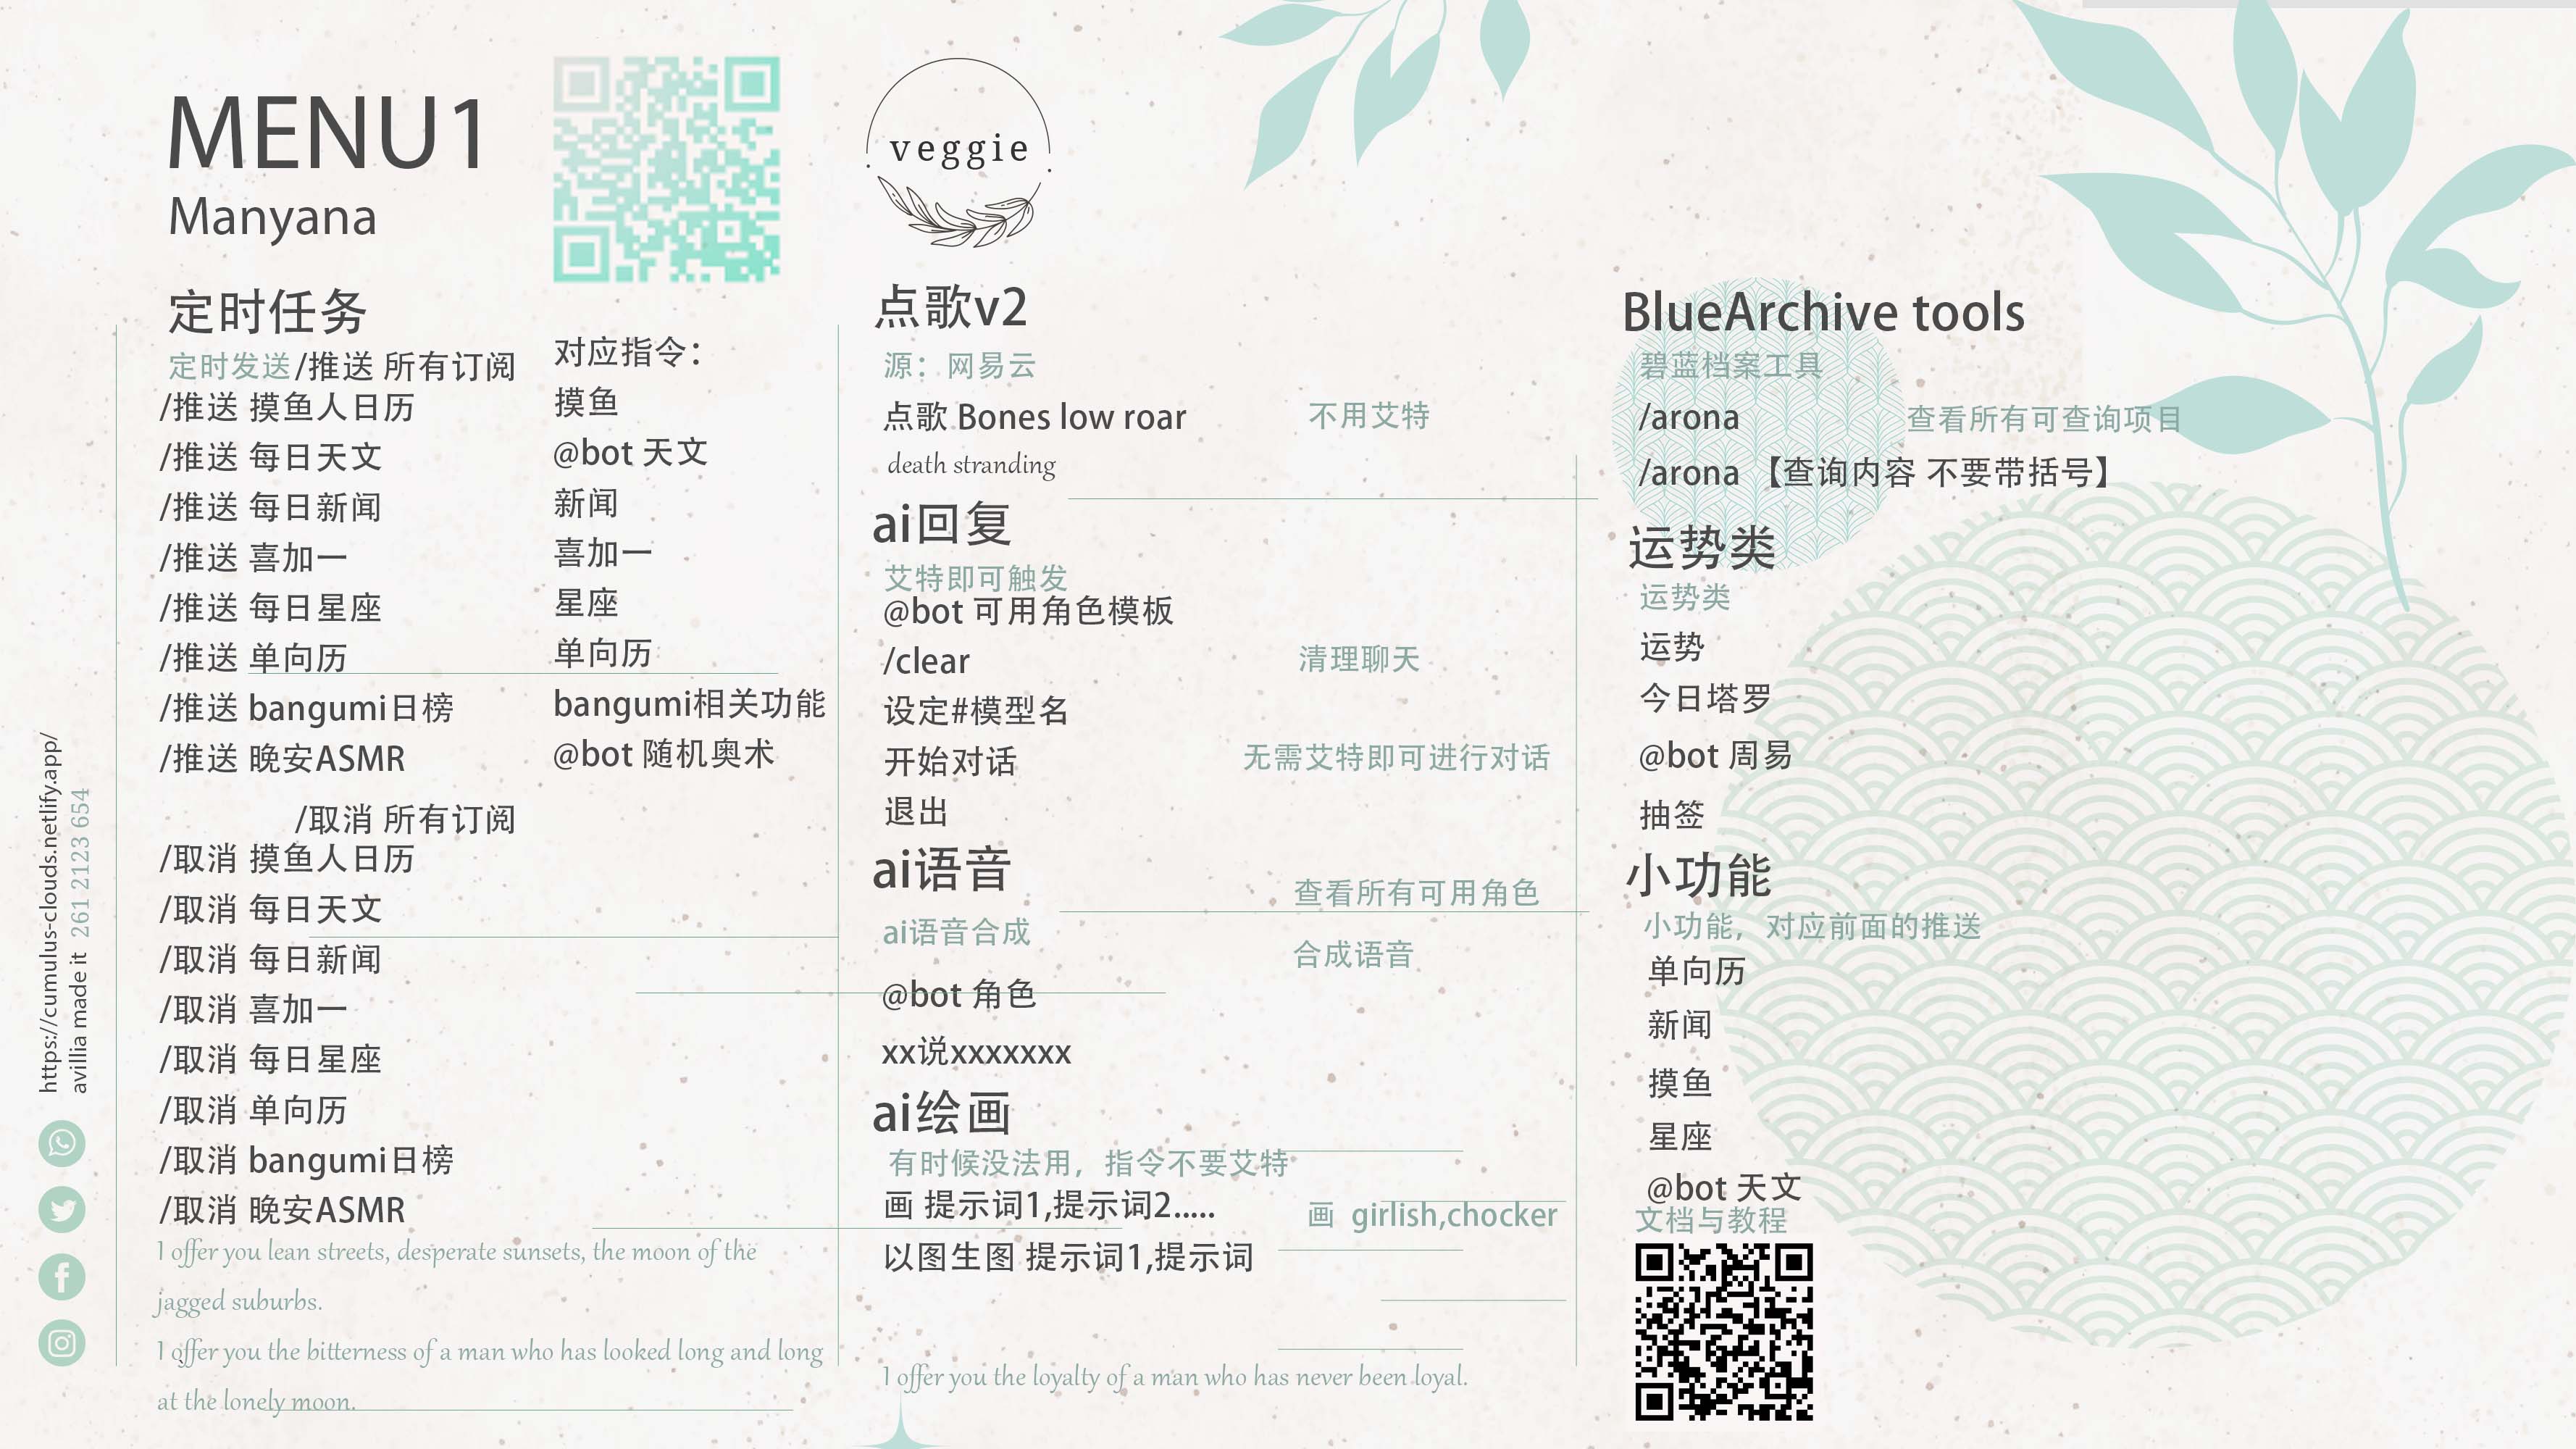 MENU1
Manyana
veggie
定时任务
定时发送/推送 所有订阅
/推送 摸鱼人日历
/推送 每日天文
/推送 每日新闻
/推送 喜加一
/推送 每日星座
/推送 单向历
/推送 bangumi日榜
/推送 晚安ASMR
对应指令：
摸鱼
@bot 天文
新闻
喜加一
星座
单向历
bangumi相关功能
@bot 随机奥术
/取消 所有订阅
/取消 摸鱼人日历
/取消 每日天文
/取消 每日新闻
/取消 喜加一
/取消 每日星座
/取消 单向历
/取消 bangumi日榜
/取消 晚安ASMR
I offer you lean streets, desperate sunsets, the moon of the
jagged suburbs.
I offer you the bitterness of a man who has looked long and long
at the lonely moon.
https://cumulus-clouds.netlify.app/
avillia made it 261 2123 654
点歌v2
源：网易云
点歌 Bones low roar 不用艾特
death stranding
ai回复
艾特即可触发
@bot 可用角色模板
/clear 清理聊天
设定#模型名
开始对话 无需艾特即可进行对话
退出
ai语音
查看所有可用角色
ai语音合成
合成语音
@bot 角色
xx说xxxxxxx
ai绘画
有时候没法用，指令不要艾特
画 提示词1,提示词2..... 画 girlish,chocker
以图生图 提示词1,提示词
I offer you the loyalty of a man who has never been loyal.
BlueArchive tools
碧蓝档案工具
/arona 查看所有可查询项目
/arona 【查询内容 不要带括号】
运势类
运势类
运势
今日塔罗
@bot 周易
抽签
小功能
小功能，对应前面的推送
单向历
新闻
摸鱼
星座
@bot 天文
文档与教程